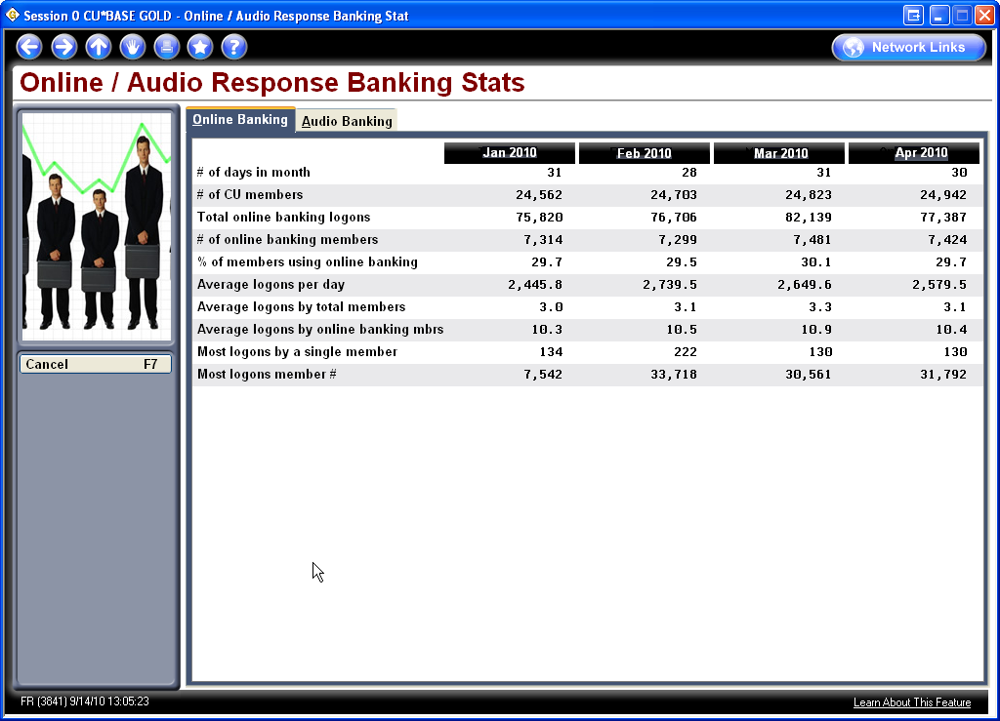 Session 0 CU*BASE GOLD - Online / Audio Response Banking Stat
Network Links
Online / Audio Response Banking Stats
Online Banking Audio Banking
Jan 2010 Feb 2010 Mar 2010 Apr 2010
# of days in month 31 28 31 30
# of CU members 24,562 24,703 24,823 24,942
Total online banking logons 75,820 76,706 82,139 77,387
# of online banking members 7,314 7,299 7,481 7,424
% of members using online banking 29.7 29.5 30.1 29.7
Average logons per day 2,445.8 2,739.5 2,649.6 2,579.5
Average logons by total members 3.0 3.1 3.3 3.1
Average logons by online banking mbrs 10.3 10.5 10.9 10.4
Most logons by a single member 134 222 130 130
Most logons member # 7,542 33,718 30,561 31,792
Cancel F7
FR (3841) 9/14/10 13:05:23
Learn About This Feature